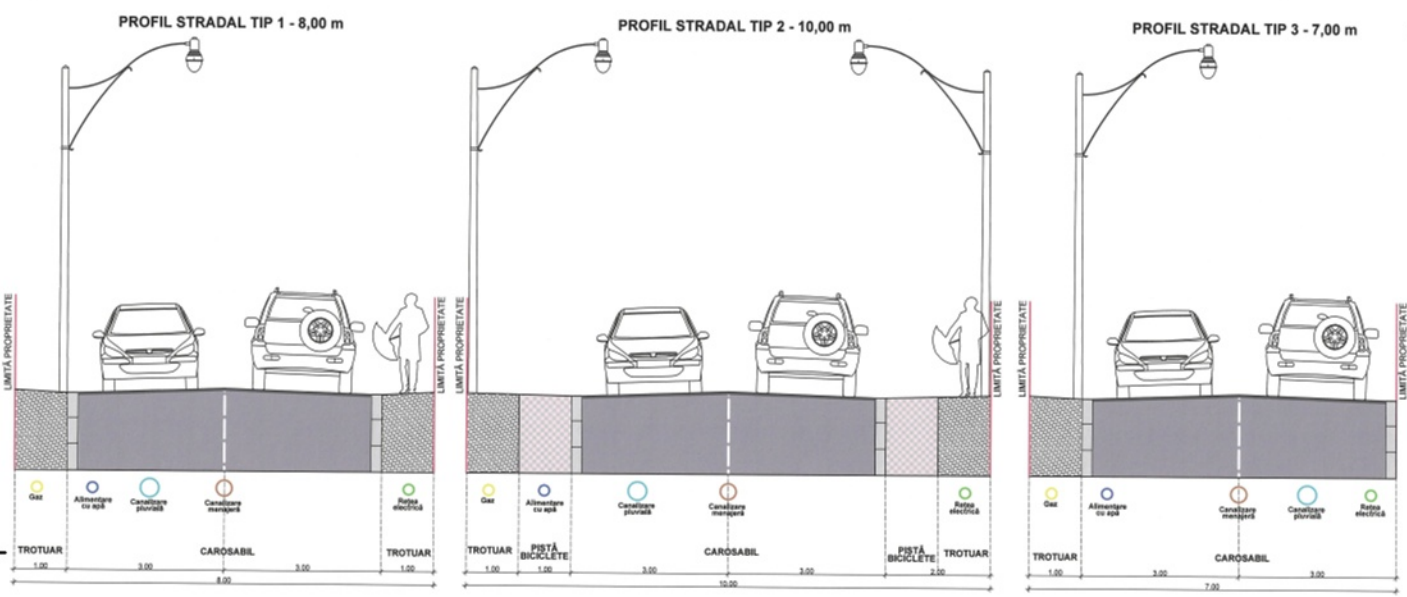 PROFIL STRADAL TIP 1 - 8,00 m
LIMITĂ PROPRIETATE
LIMITĂ PROPRIETATE
Gaz
Alimentare
cu apă
Canalizare
pluvială
Canalizare
menajeră
Rețea
electrică
TROTUAR
CAROSABIL
TROTUAR
1.00
3.00
3.00
1.00
8.00
PROFIL STRADAL TIP 2 - 10,00 m
LIMITĂ PROPRIETATE
LIMITĂ PROPRIETATE
Gaz
Alimentare
cu apă
Canalizare
pluvială
Canalizare
menajeră
Rețea
electrică
TROTUAR
PISTĂ
BICICLETE
CAROSABIL
PISTĂ
BICICLETE
TROTUAR
1.00
1.00
3.00
3.00
2.00
10.00
PROFIL STRADAL TIP 3 - 7,00 m
LIMITĂ PROPRIETATE
LIMITĂ PROPRIETATE
Gaz
Alimentare
cu apă
Canalizare
menajeră
Canalizare
pluvială
Rețea
electrică
TROTUAR
CAROSABIL
1.00
3.00
3.00
7.00